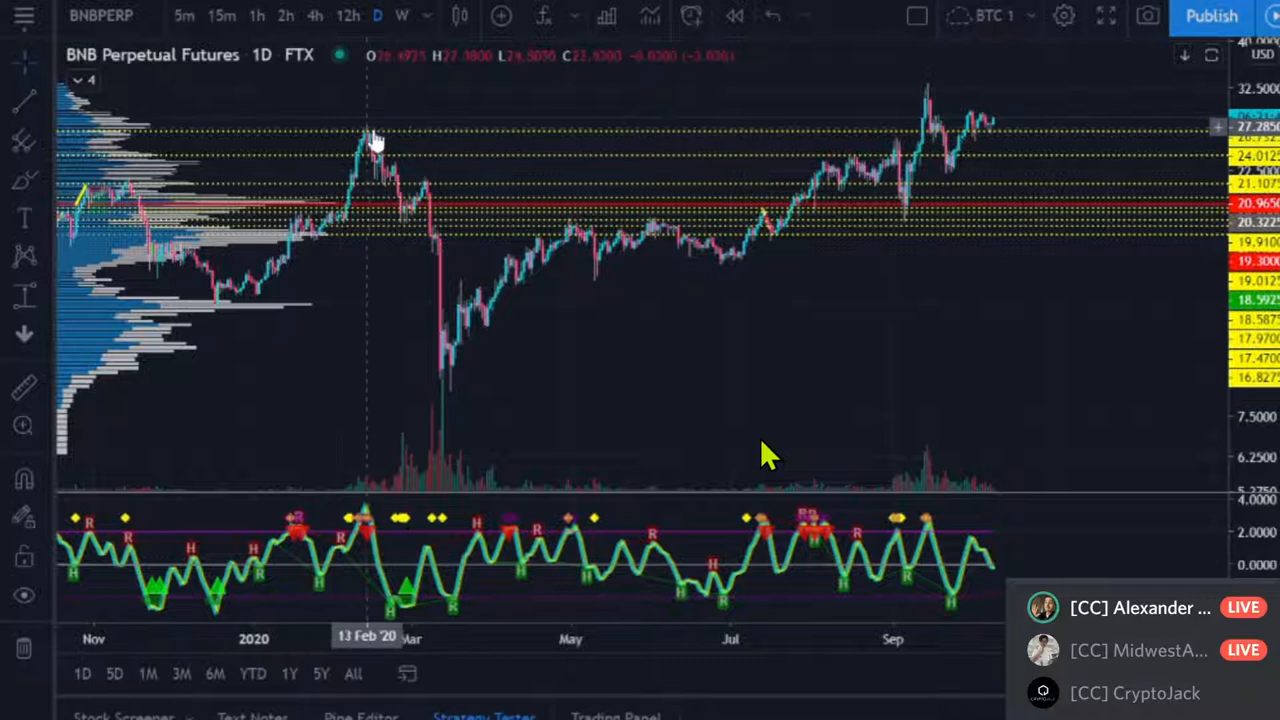 BNBPERP 5m 15m 1h 2h 4h 12h D W BTC 1 Publish
BNB Perpetual Futures 1D FTX
4
USD
32.5000
27.2850
24.0125
21.1075
20.9650
20.3225
19.9100
19.3000
19.0125
18.5925
18.5875
17.9700
17.4700
16.8275
7.5000
6.2500
4.0000
2.0000
0.0000
Nov 2020 13 Feb '20 Mar May Jul Sep
[CC] Alexander ... LIVE
[CC] MidwestA... LIVE
[CC] CryptoJack
1D 5D 1M 3M 6M YTD 1Y 5Y All
Stock Screener Text Notes Pine Editor Strategy Tester Trading Panel